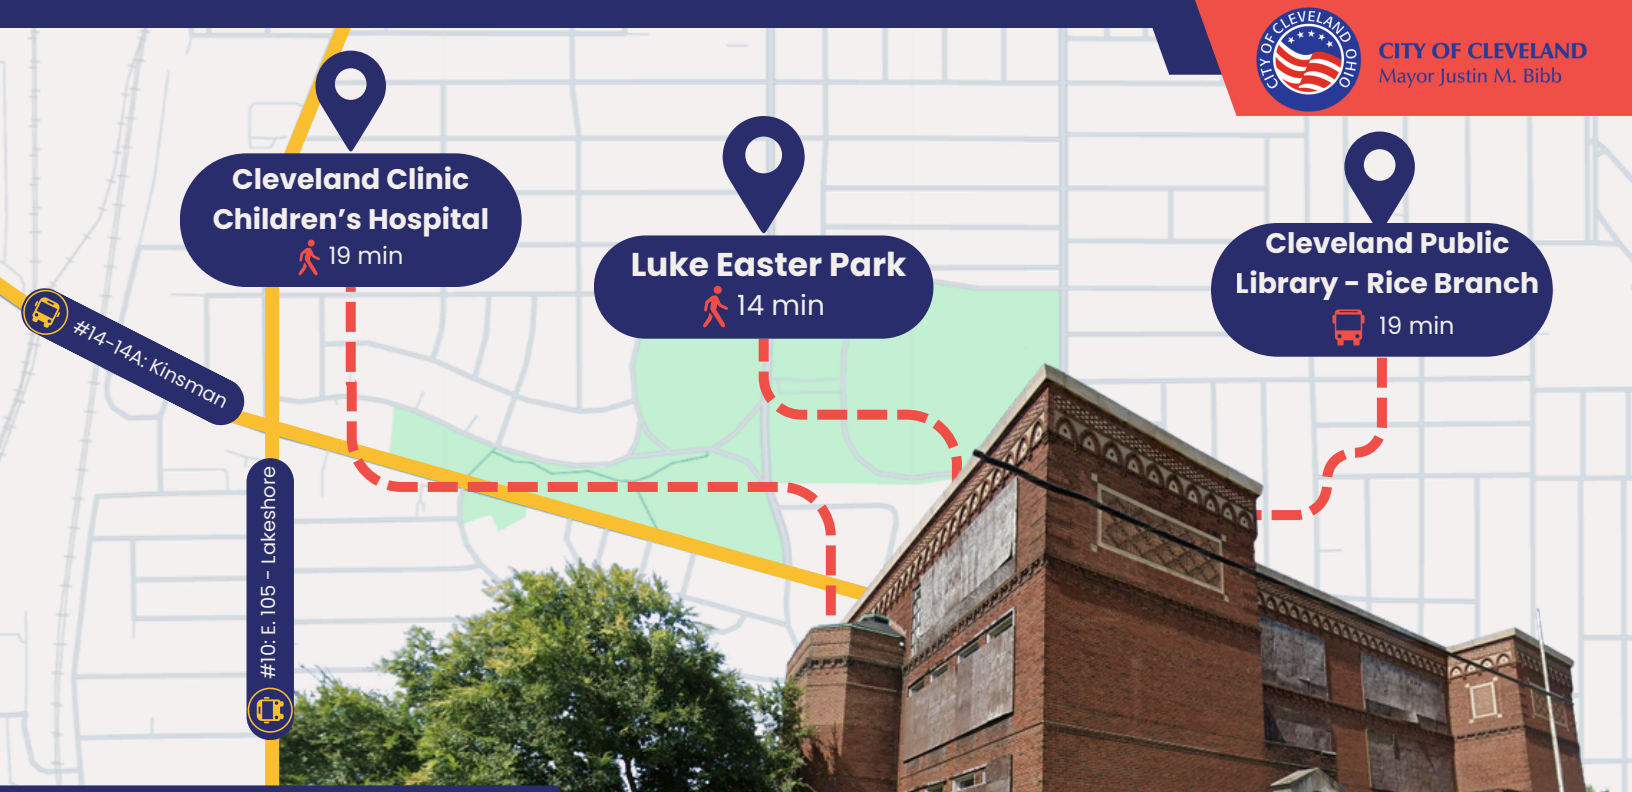 CITY OF CLEVELAND OHIO
CITY OF CLEVELAND
Mayor Justin M. Bibb
Cleveland Clinic
Children’s Hospital
19 min
Luke Easter Park
14 min
Cleveland Public
Library - Rice Branch
19 min
#14-14A: Kinsman
#10: E. 105 - Lakeshore